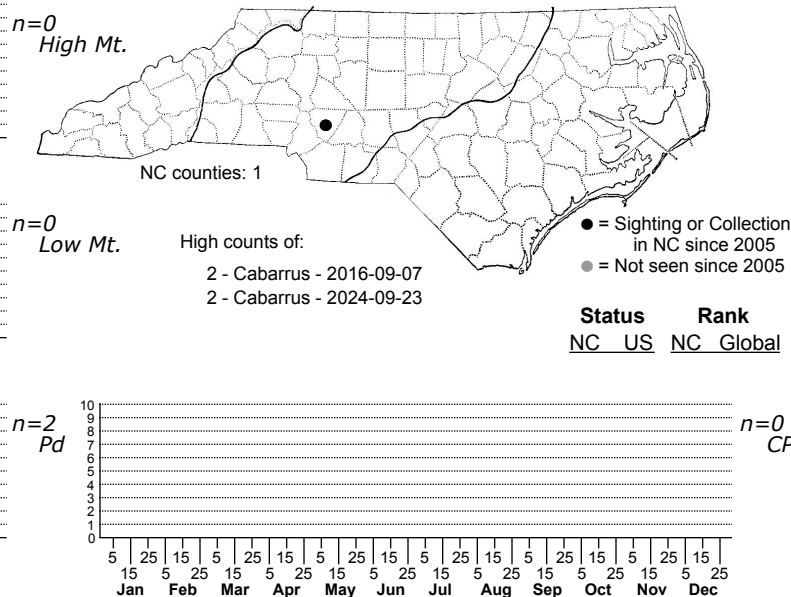 n=0
High Mt.
NC counties: 1
n=0
Low Mt.
High counts of:
2 - Cabarrus - 2016-09-07
2 - Cabarrus - 2024-09-23
● = Sighting or Collection
in NC since 2005
● = Not seen since 2005
Status Rank
NC US NC Global
n=2
Pd
10
9
8
7
6
5
4
3
2
1
0
n=0
CP
5 15 25 5 15 25 5 15 25 5 15 25 5 15 25 5 15 25 5 15 25 5 15 25 5 15 25 5 15 25 5 15 25 5 15 25
Jan Feb Mar Apr May Jun Jul Aug Sep Oct Nov Dec